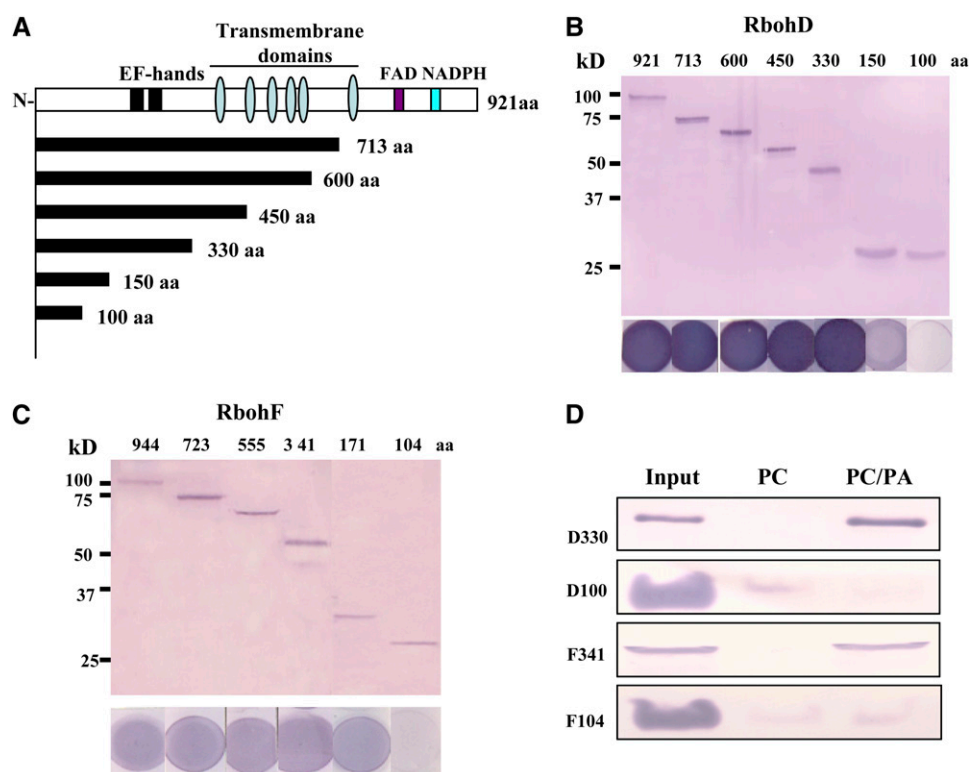 A
Transmembrane
domains
EF-hands
FAD NADPH
N-
921aa
713 aa
600 aa
450 aa
330 aa
150 aa
100 aa
B
RbohD
kD 921 713 600 450 330 150 100 aa
100
75
50
37
25
C
RbohF
kD 944 723 555 3 41 171 104 aa
100
75
50
37
25
D
Input PC PC/PA
D330
D100
F341
F104